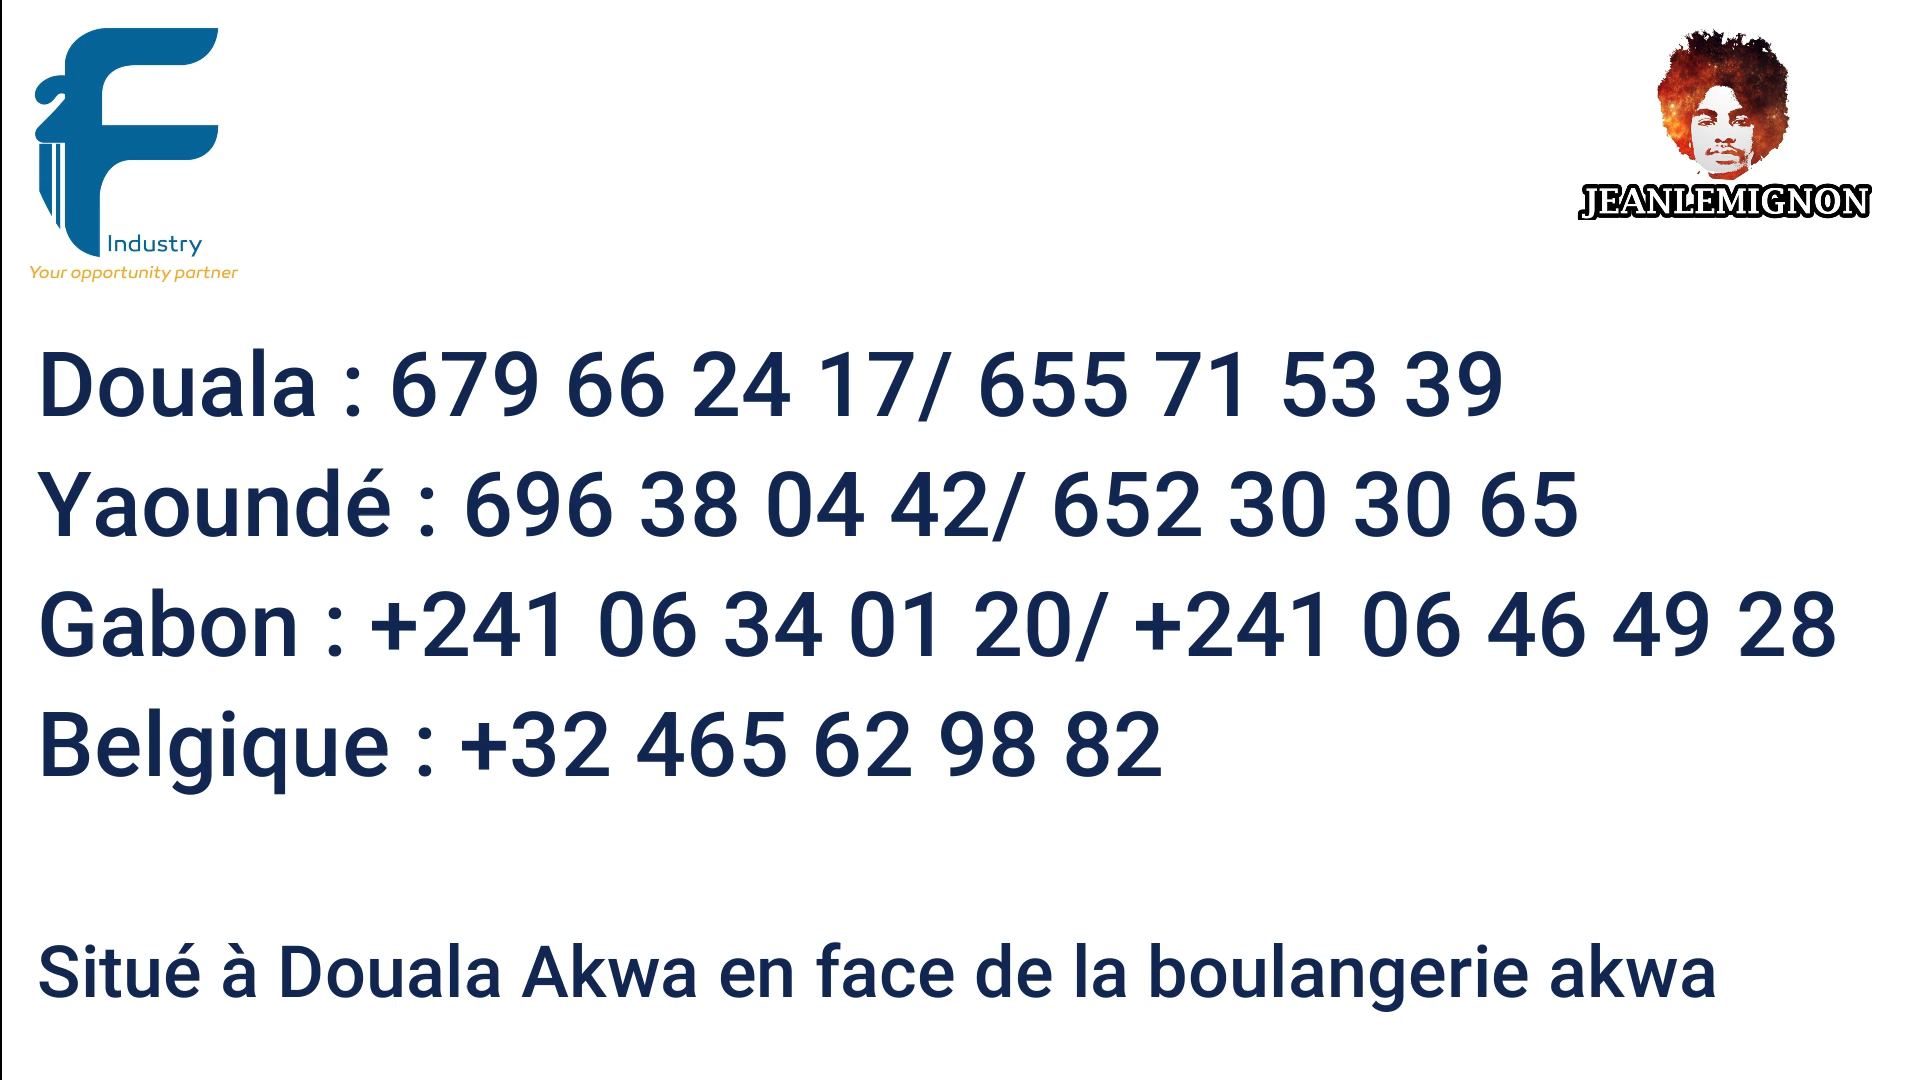 Industry
Your opportunity partner
JEANLEMIGNON
Douala : 679 66 24 17/ 655 71 53 39
Yaoundé : 696 38 04 42/ 652 30 30 65
Gabon : +241 06 34 01 20/ +241 06 46 49 28
Belgique : +32 465 62 98 82
Situé à Douala Akwa en face de la boulangerie akwa